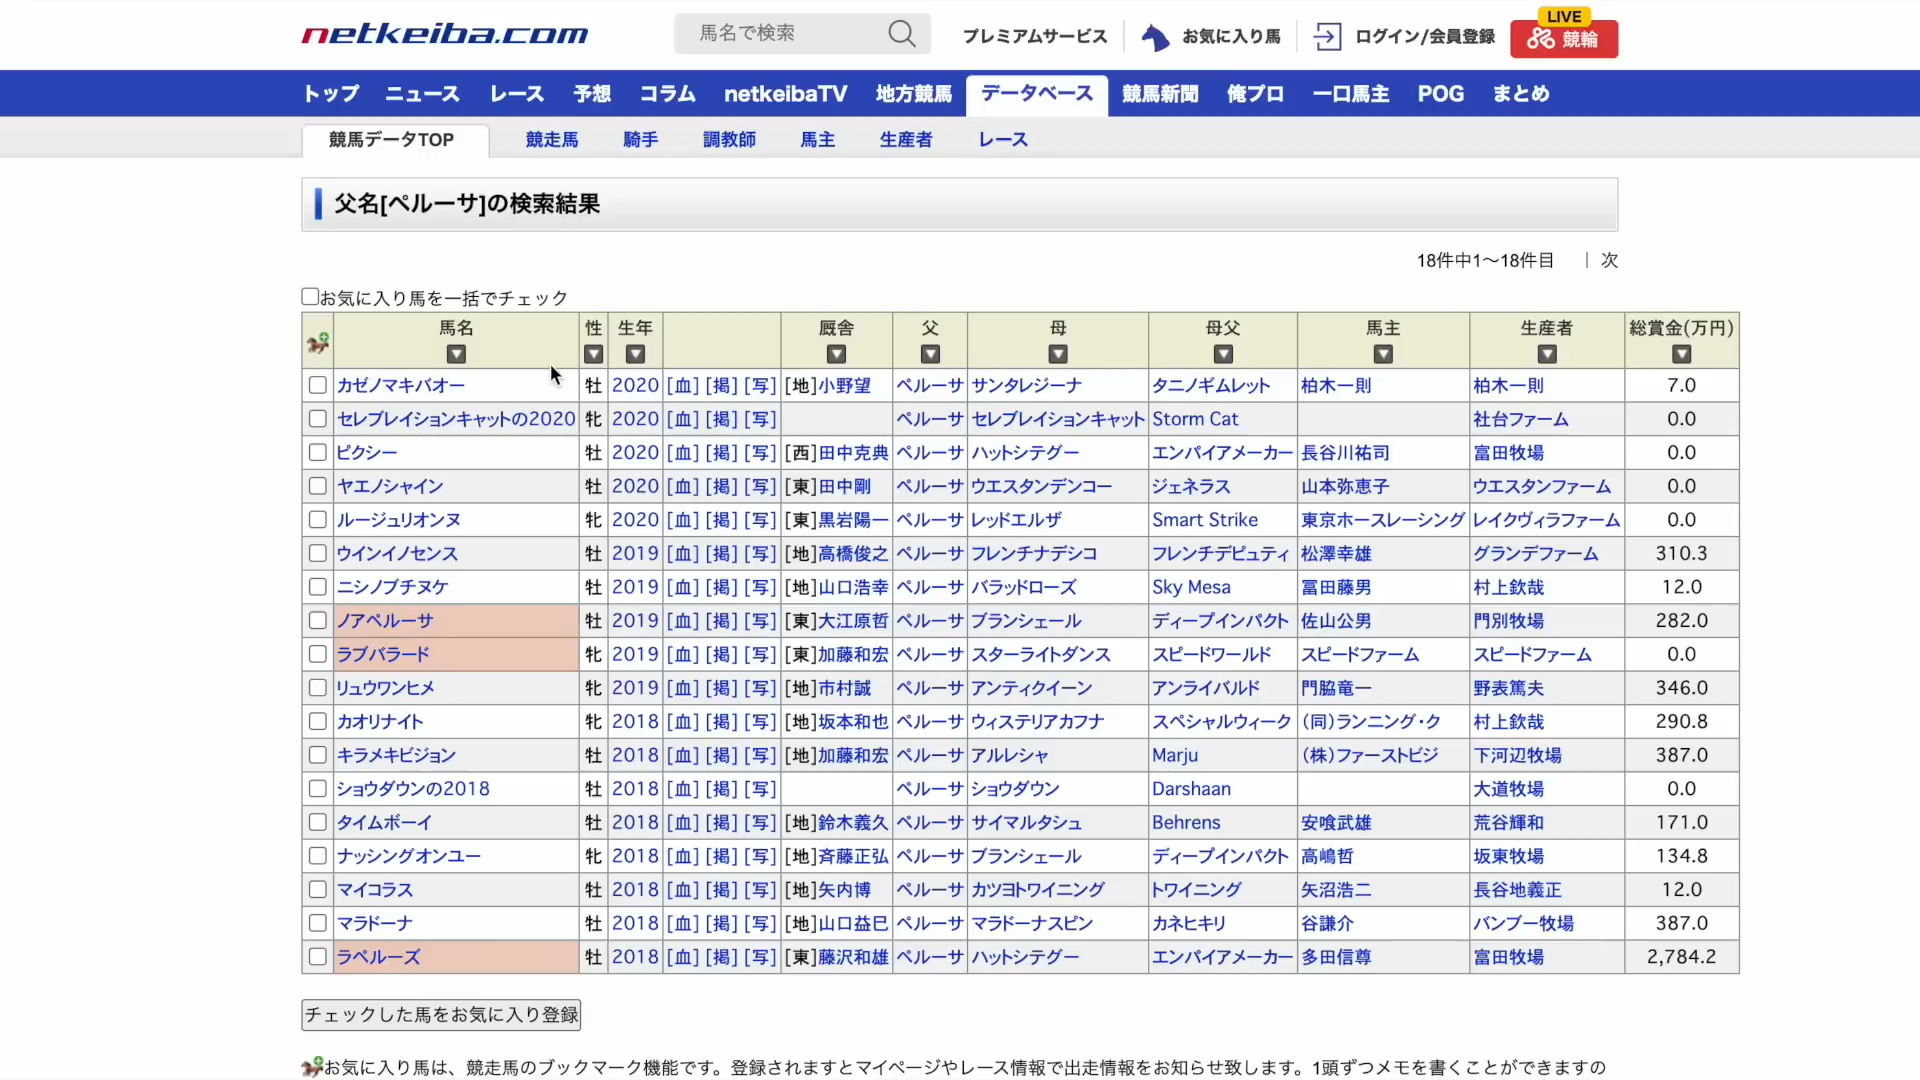 netkeiba.com 馬名で検索 プレミアムサービス お気に入り馬 ログイン/会員登録 LIVE 競輪
トップ ニュース レース 予想 コラム netkeibaTV 地方競馬 データベース 競馬新聞 俺プロ 一口馬主 POG まとめ
競馬データTOP 競走馬 騎手 調教師 馬主 生産者 レース
父名[ペルーサ]の検索結果
18件中1〜18件目 | 次
お気に入り馬を一括でチェック
馬名 性 生年 厩舎 父 母 母父 馬主 生産者 総賞金(万円)
カゼノマキバオー 牡 2020 [血] [掲] [写] [地]小野望 ペルーサ サンタレジーナ タニノギムレット 柏木一則 柏木一則 7.0
セレブレイションキャットの2020 牝 2020 [血] [掲] [写] ペルーサ セレブレイションキャット Storm Cat 社台ファーム 0.0
ピクシー 牡 2020 [血] [掲] [写] [西]田中克典 ペルーサ ハットシテグー エンパイアメーカー 長谷川祐司 富田牧場 0.0
ヤエノシャイン 牡 2020 [血] [掲] [写] [東]田中剛 ペルーサ ウエスタンデンコー ジェネラス 山本弥恵子 ウエスタンファーム 0.0
ルージュリオンヌ 牝 2020 [血] [掲] [写] [東]黒岩陽一 ペルーサ レッドエルザ Smart Strike 東京ホースレーシング レイクヴィラファーム 0.0
ウインイノセンス 牡 2019 [血] [掲] [写] [地]高橋俊之 ペルーサ フレンチナデシコ フレンチデピュティ 松澤幸雄 グランデファーム 310.3
ニシノブチヌケ 牡 2019 [血] [掲] [写] [地]山口浩幸 ペルーサ バラッドローズ Sky Mesa 冨田藤男 村上欽哉 12.0
ノアペルーサ 牡 2019 [血] [掲] [写] [東]大江原哲 ペルーサ ブランシェール ディープインパクト 佐山公男 門別牧場 282.0
ラブバラード 牝 2019 [血] [掲] [写] [東]加藤和宏 ペルーサ スターライトダンス スピードワールド スピードファーム スピードファーム 0.0
リュウワンヒメ 牝 2019 [血] [掲] [写] [地]市村誠 ペルーサ アンティクイーン アンライバルド 門脇竜一 野表篤夫 346.0
カオリナイト 牝 2018 [血] [掲] [写] [地]坂本和也 ペルーサ ウィステリアカフナ スペシャルウィーク (同)ランニング・ク 村上欽哉 290.8
キラメキビジョン 牡 2018 [血] [掲] [写] [地]加藤和宏 ペルーサ アルレシャ Marju (株)ファーストビジ 下河辺牧場 387.0
ショウダウンの2018 牡 2018 [血] [掲] [写] ペルーサ ショウダウン Darshaan 大道牧場 0.0
タイムボーイ 牡 2018 [血] [掲] [写] [地]鈴木義久 ペルーサ サイマルタシュ Behrens 安喰武雄 荒谷輝和 171.0
ナッシングオンユー 牝 2018 [血] [掲] [写] [地]斉藤正弘 ペルーサ ブランシェール ディープインパクト 高嶋哲 坂東牧場 134.8
マイコラス 牡 2018 [血] [掲] [写] [地]矢内博 ペルーサ カツヨトワイニング トワイニング 矢沼浩二 長谷地義正 12.0
マラドーナ 牡 2018 [血] [掲] [写] [地]山口益巳 ペルーサ マラドーナスピン カネヒキリ 谷謙介 バンブー牧場 387.0
ラペルーズ 牡 2018 [血] [掲] [写] [東]藤沢和雄 ペルーサ ハットシテグー エンパイアメーカー 多田信尊 富田牧場 2,784.2
チェックした馬をお気に入り登録
お気に入り馬は、競走馬のブックマーク機能です。登録されますとマイページやレース情報で出走情報をお知らせ致します。1頭ずつメモを書くことができますの